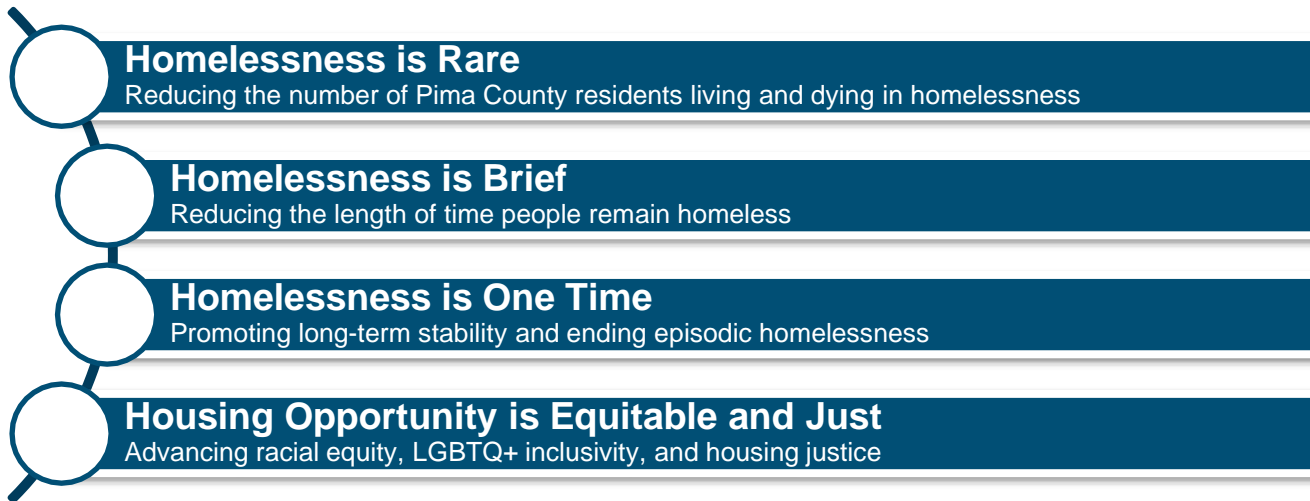 Homelessness is Rare
Reducing the number of Pima County residents living and dying in homelessness
Homelessness is Brief
Reducing the length of time people remain homeless
Homelessness is One Time
Promoting long-term stability and ending episodic homelessness
Housing Opportunity is Equitable and Just
Advancing racial equity, LGBTQ+ inclusivity, and housing justice